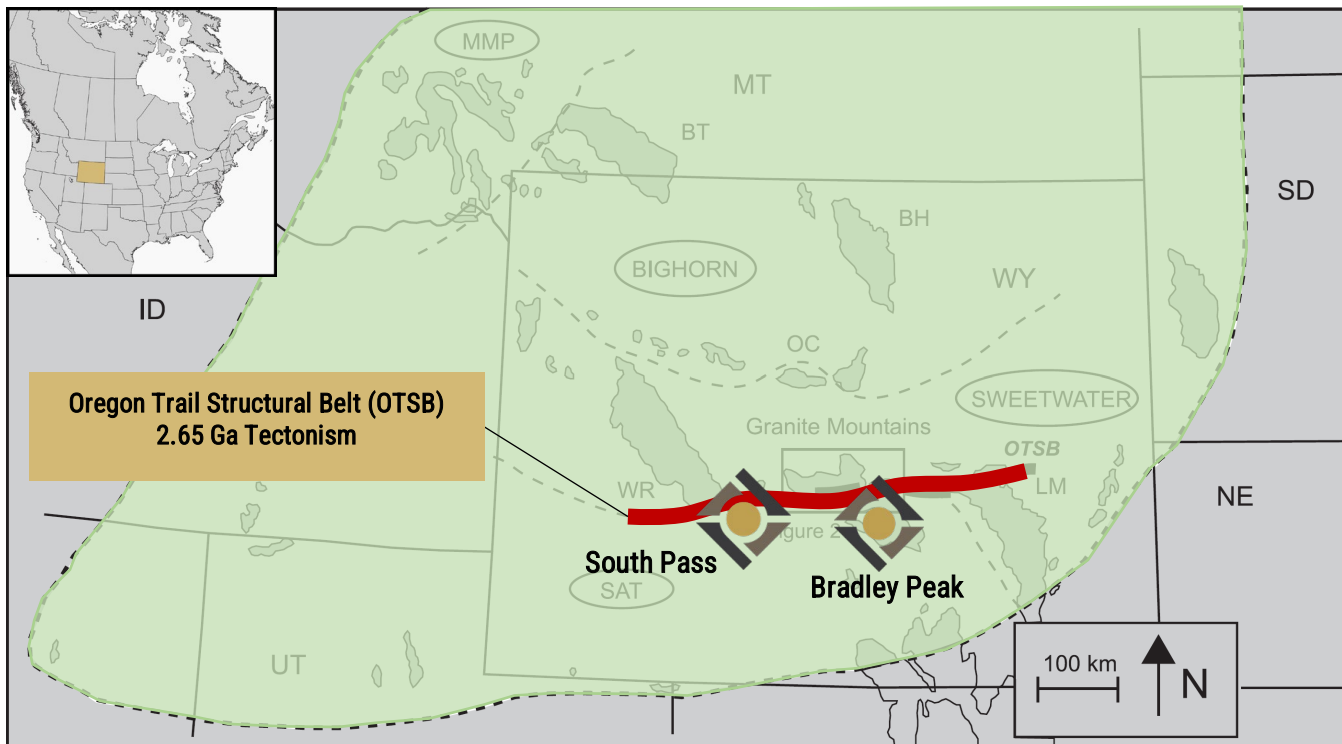 MMP
MT
BT
SD
BH
BIGHORN
WY
ID
OC
Oregon Trail Structural Belt (OTSB)
2.65 Ga Tectonism
SWEETWATER
Granite Mountains
OTSB
WR
LM
NE
South Pass
SAT
Bradley Peak
UT
100 km
N